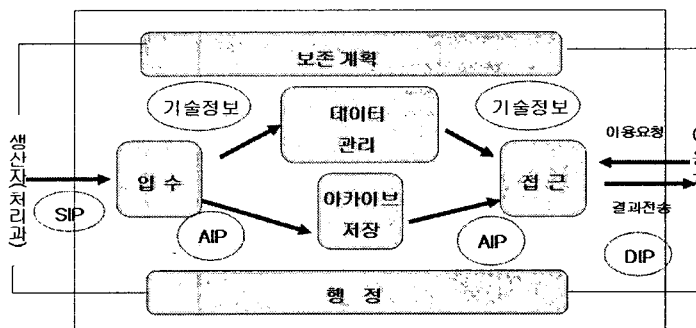 보존 계획
기술정보
데이터
관리
기술정보
이용요청
생산자(처리과)
입 수
아카이브
저장
접 근
결과전송
SIP
AIP
AIP
DIP
행 정